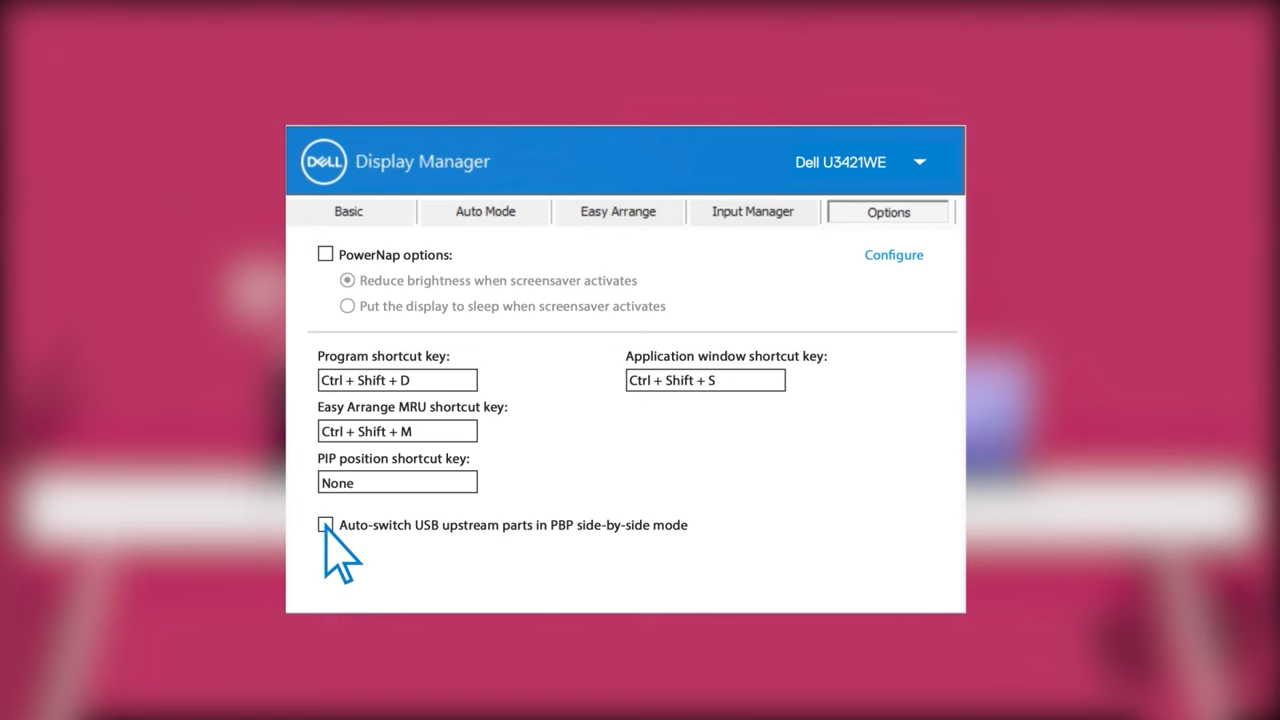 DELL Display Manager Dell U3421WE
Basic Auto Mode Easy Arrange Input Manager Options
PowerNap options: Configure
Reduce brightness when screensaver activates
Put the display to sleep when screensaver activates
Program shortcut key: Application window shortcut key:
Ctrl + Shift + D Ctrl + Shift + S
Easy Arrange MRU shortcut key:
Ctrl + Shift + M
PIP position shortcut key:
None
Auto-switch USB upstream parts in PBP side-by-side mode